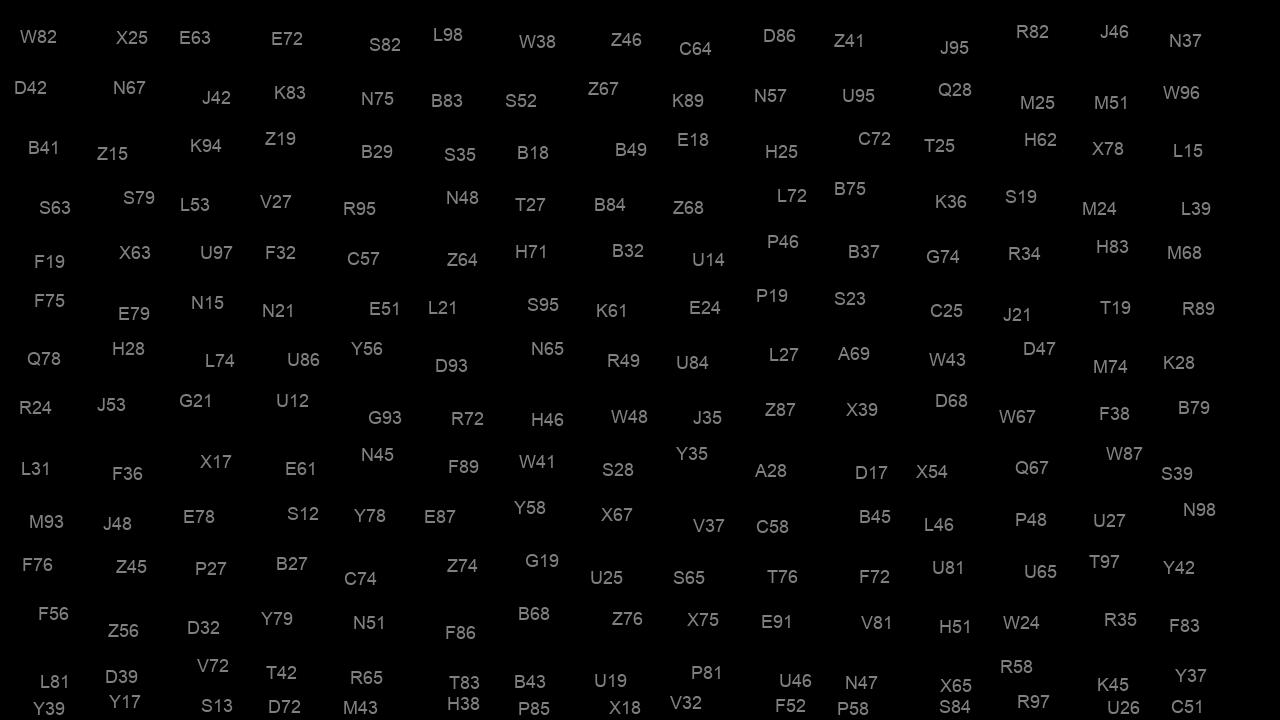 W82 X25 E63 E72 S82 L98 W38 Z46 C64 D86 Z41 J95 R82 J46 N37
D42 N67 J42 K83 N75 B83 S52 Z67 K89 N57 U95 Q28 M25 M51 W96
B41 Z15 K94 Z19 B29 S35 B18 B49 E18 H25 C72 T25 H62 X78 L15
S63 S79 L53 V27 R95 N48 T27 B84 Z68 L72 B75 K36 S19 M24 L39
F19 X63 U97 F32 C57 Z64 H71 B32 U14 P46 B37 G74 R34 H83 M68
F75 E79 N15 N21 E51 L21 S95 K61 E24 P19 S23 C25 J21 T19 R89
Q78 H28 L74 U86 Y56 D93 N65 R49 U84 L27 A69 W43 D47 M74 K28
R24 J53 G21 U12 G93 R72 H46 W48 J35 Z87 X39 D68 W67 F38 B79
L31 F36 X17 E61 N45 F89 W41 S28 Y35 A28 D17 X54 Q67 W87 S39
M93 J48 E78 S12 Y78 E87 Y58 X67 V37 C58 B45 L46 P48 U27 N98
F76 Z45 P27 B27 C74 Z74 G19 U25 S65 T76 F72 U81 U65 T97 Y42
F56 Z56 D32 Y79 N51 F86 B68 Z76 X75 E91 V81 H51 W24 R35 F83
L81 D39 V72 T42 R65 T83 B43 U19 P81 U46 N47 X65 R58 K45 Y37
Y39 Y17 S13 D72 M43 H38 P85 X18 V32 F52 P58 S84 R97 U26 C51